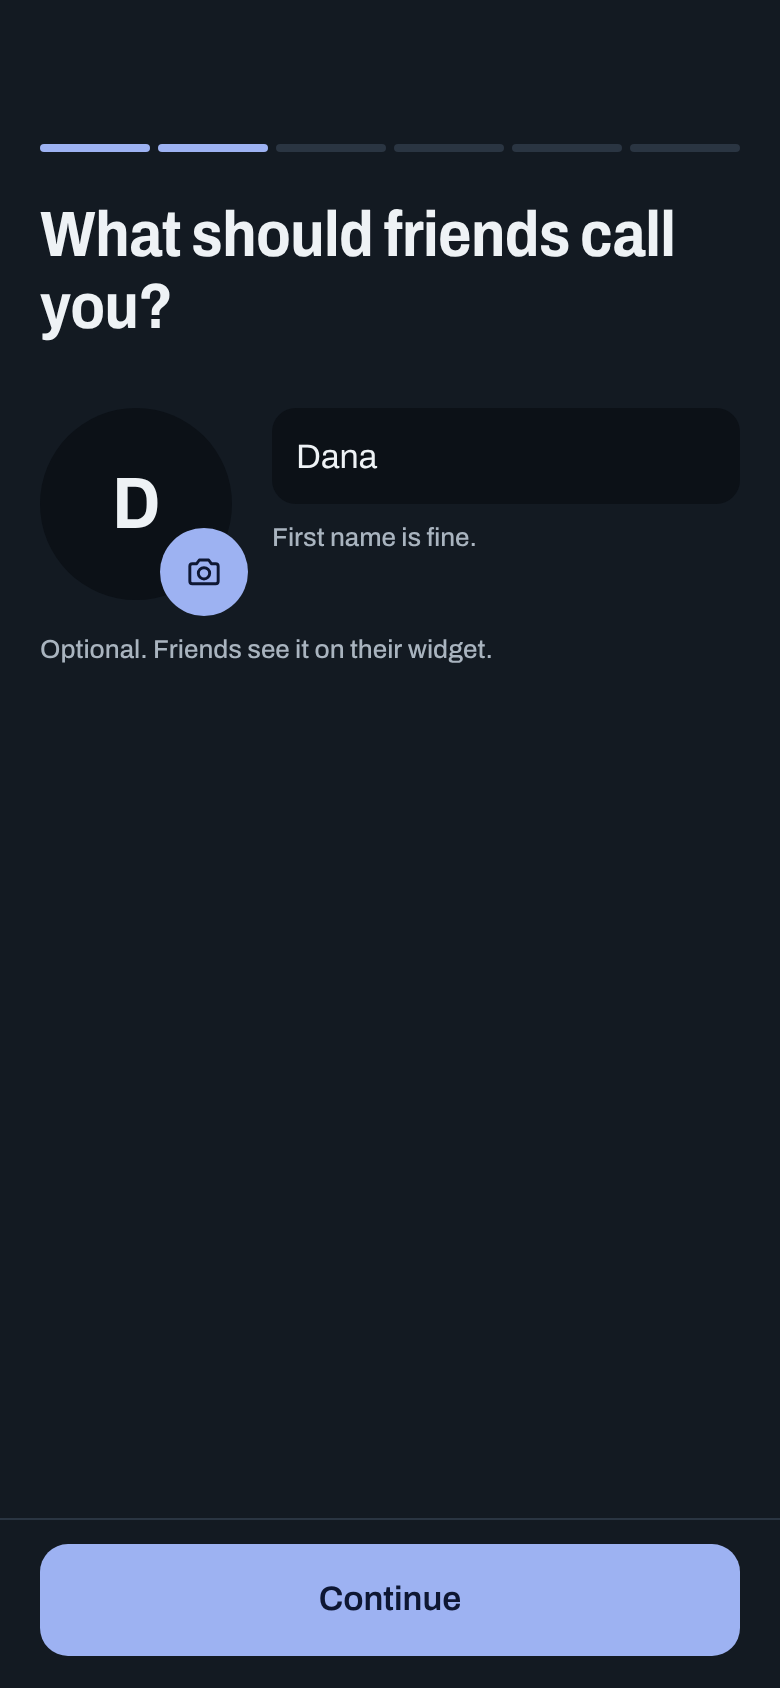 What should friends call
you?
D
Dana
First name is fine.
Optional. Friends see it on their widget.
Continue